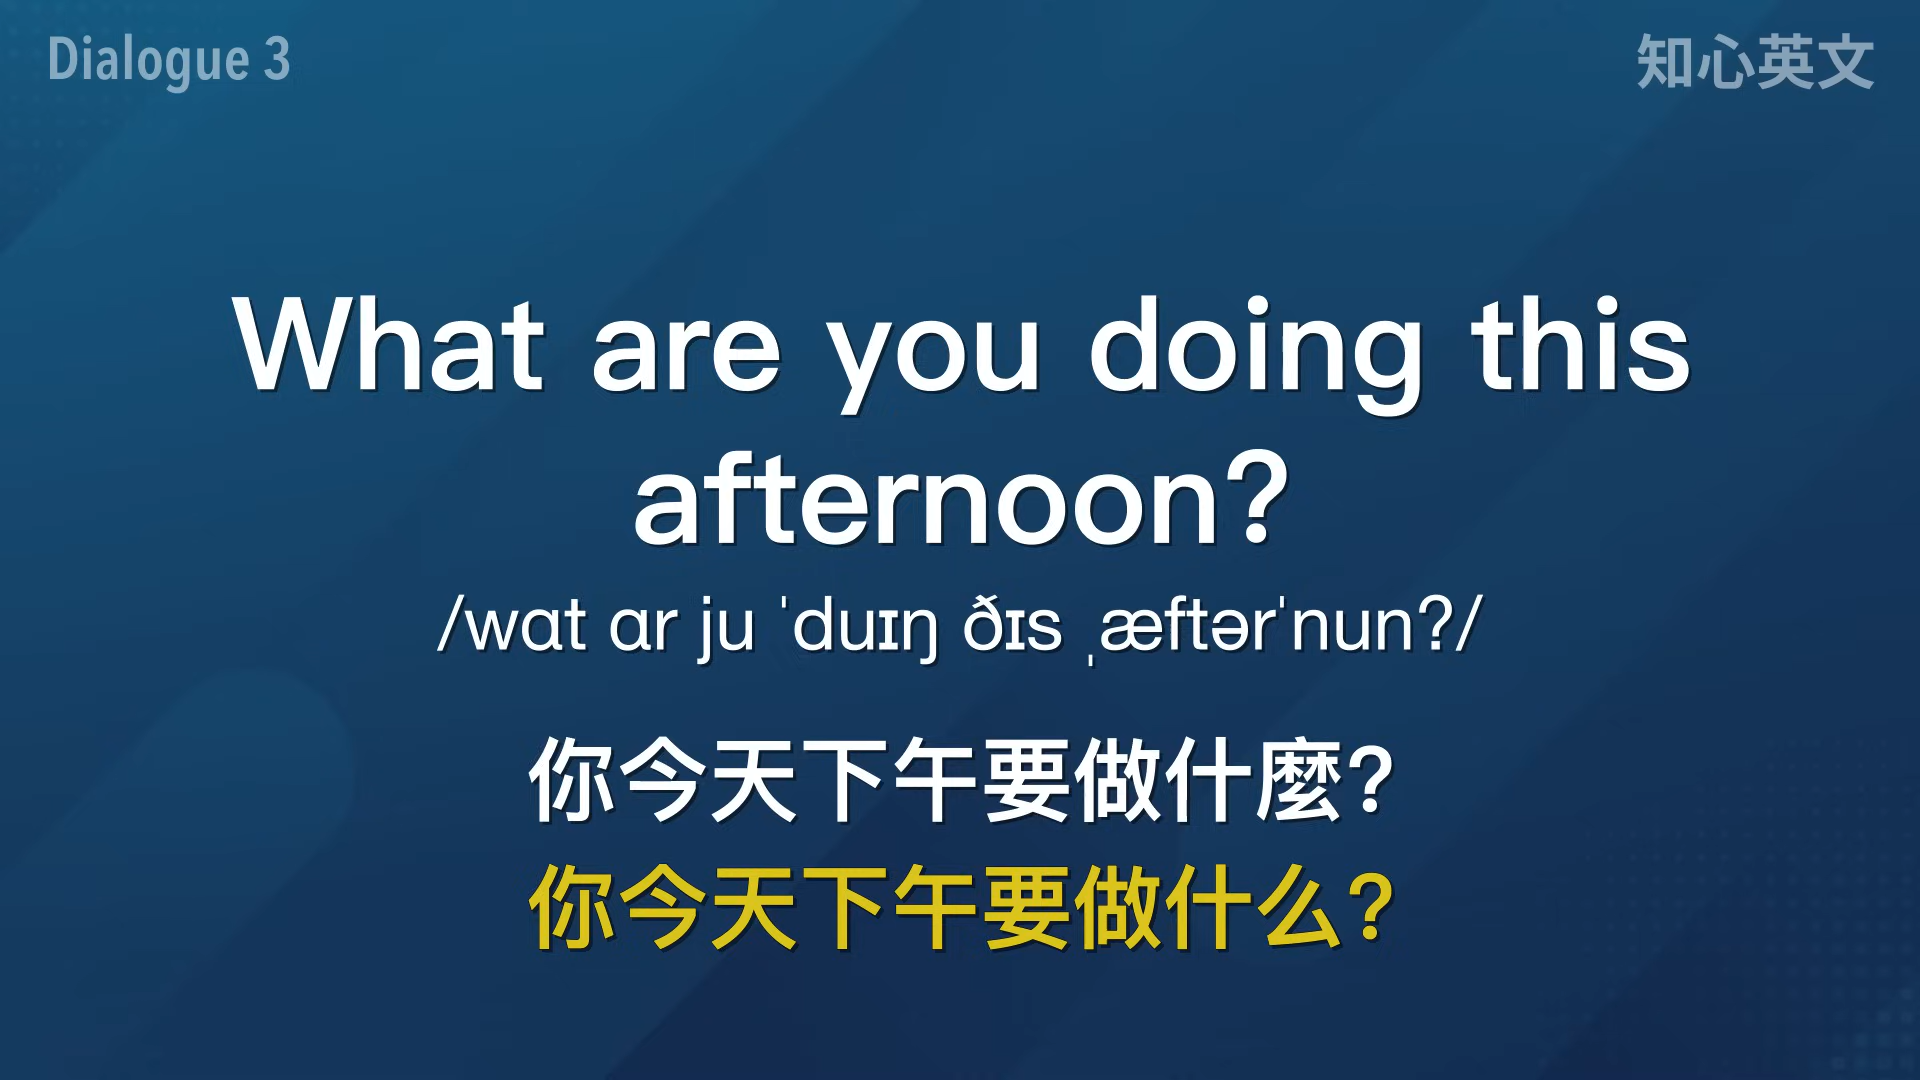 Dialogue 3
知心英文
What are you doing this
afternoon?
/wɑt ɑr ju ˈduɪŋ ðɪs ˌæftərˈnun?/
你今天下午要做什麼?
你今天下午要做什么?